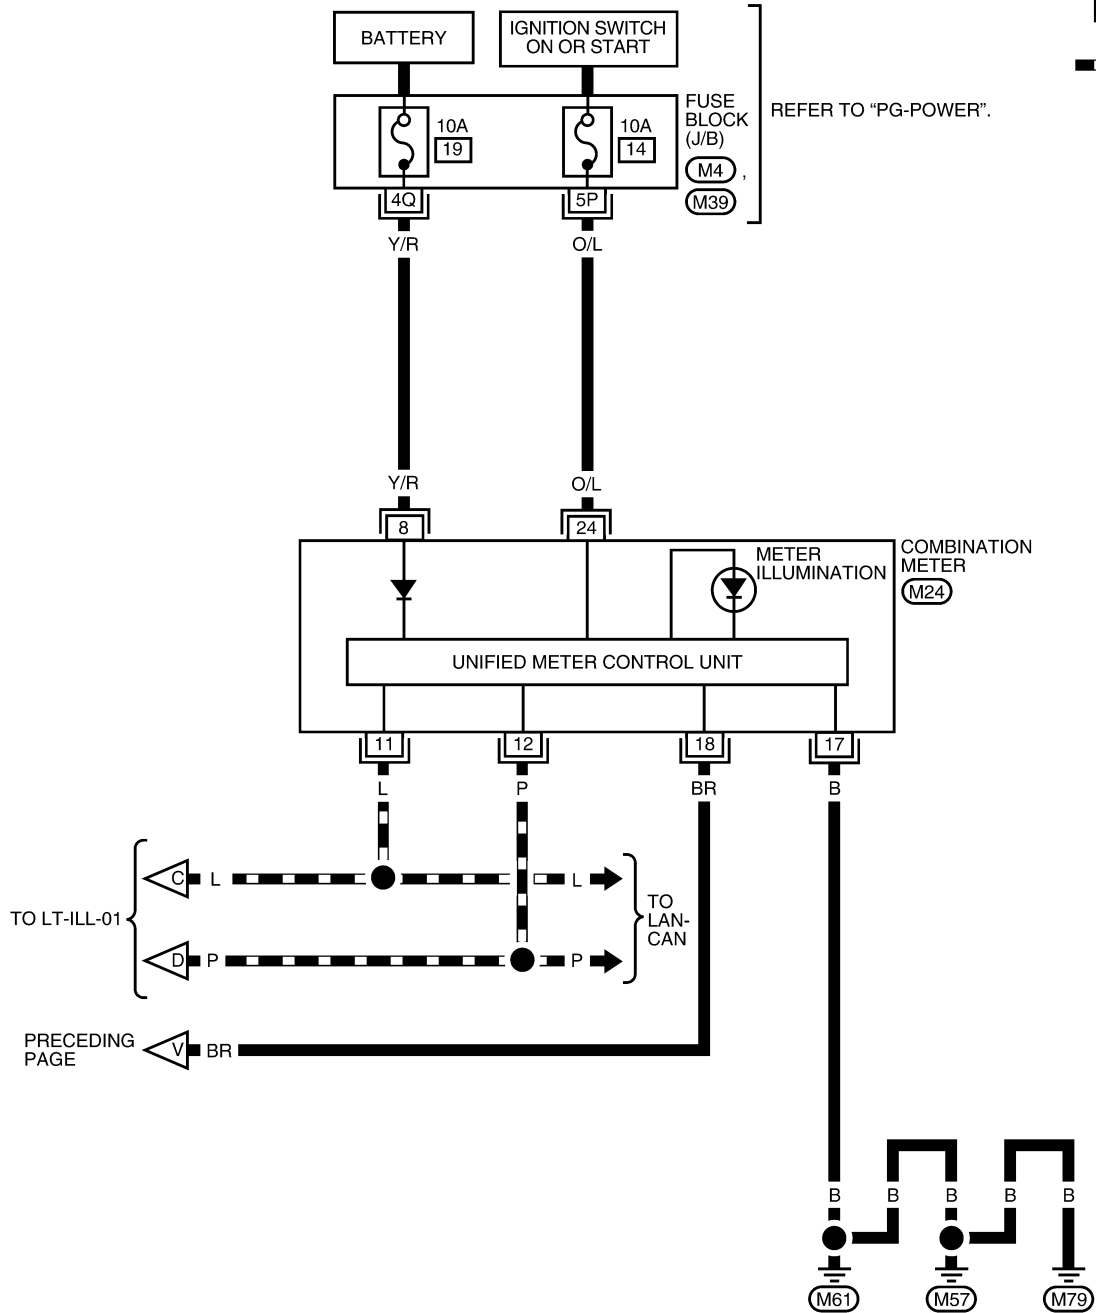 BATTERY
IGNITION SWITCH
ON OR START
10A
19
10A
14
FUSE
BLOCK
(J/B)
M4 ,
M39
REFER TO “PG-POWER”.
4Q
5P
Y/R
O/L
Y/R
O/L
8
24
METER
ILLUMINATION
COMBINATION
METER
M24
UNIFIED METER CONTROL UNIT
11
12
18
17
L
P
BR
B
C
L
L
TO LT-ILL-01
TO
LAN-
CAN
D
P
P
PRECEDING
PAGE
V
BR
B
B
B
B
B
M61
M57
M79